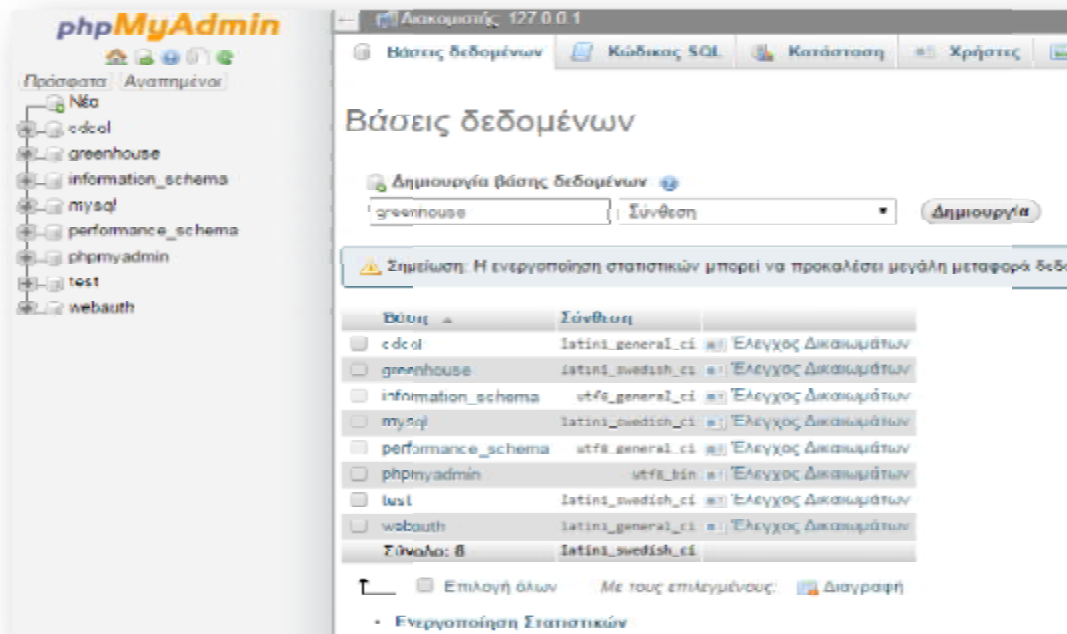 phpMyAdmin
Πρόσφατα Αγαπημένοι
Νέα
cdcol
greenhouse
information_schema
mysql
performance_schema
phpmyadmin
test
webauth
Διακομιστής: 127.0.0.1
Βάσεις δεδομένων Κώδικας SQL Κατάσταση Χρήστες
Βάσεις δεδομένων
Δημιουργία βάσης δεδομένων
greenhouse Σύνθεση Δημιουργία
Σημείωση: Η ενεργοποίηση στατιστικών μπορεί να προκαλέσει μεγάλη μεταφορά δεδο
Βάση Σύνθεση
cdcol latin1_general_ci Έλεγχος Δικαιωμάτων
greenhouse latin1_swedish_ci Έλεγχος Δικαιωμάτων
information_schema utf8_general_ci Έλεγχος Δικαιωμάτων
mysql latin1_swedish_ci Έλεγχος Δικαιωμάτων
performance_schema utf8_general_ci Έλεγχος Δικαιωμάτων
phpmyadmin utf8_bin Έλεγχος Δικαιωμάτων
test latin1_swedish_ci Έλεγχος Δικαιωμάτων
webauth latin1_general_ci Έλεγχος Δικαιωμάτων
Σύνολο: 8 latin1_swedish_ci
Επιλογή όλων Με τους επιλεγμένους: Διαγραφή
• Ενεργοποίηση Στατιστικών